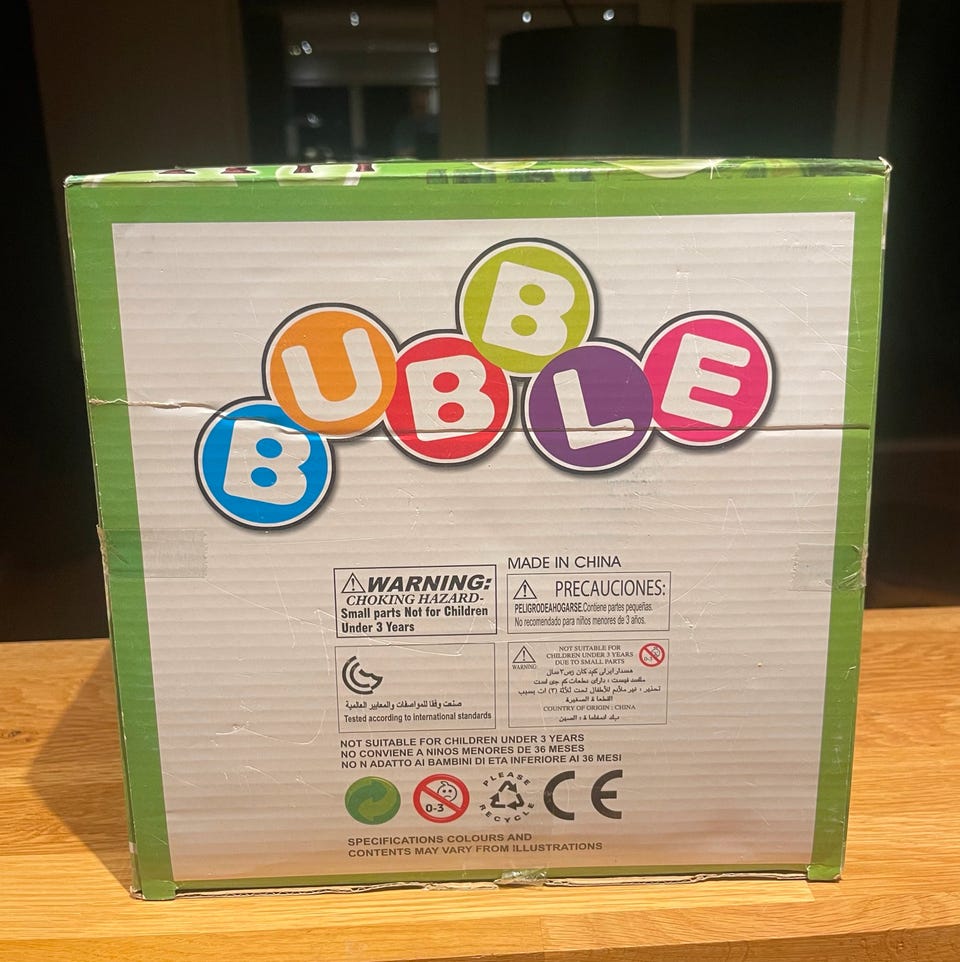 BUBBLE
MADE IN CHINA
WARNING:
CHOKING HAZARD-
Small parts Not for Children
Under 3 Years
PRECAUCIONES:
PELIGRODEAHOGARSE.Contiene partes pequeñas.
No recomendado para niños menores de 3 años.
صنعت وفقا للمواصفات والمعايير العالمية
Tested according to international standards
WARNING
NOT SUITABLE FOR
CHILDREN UNDER 3 YEARS
DUE TO SMALL PARTS
0-3
COUNTRY OF ORIGIN : CHINA
NOT SUITABLE FOR CHILDREN UNDER 3 YEARS
NO CONVIENE A NINOS MENORES DE 36 MESES
NO N ADATTO AI BAMBINI DI ETA INFERIORE AI 36 MESI
0-3
PLEASE
RECYCLE
CE
SPECIFICATIONS COLOURS AND
CONTENTS MAY VARY FROM ILLUSTRATIONS